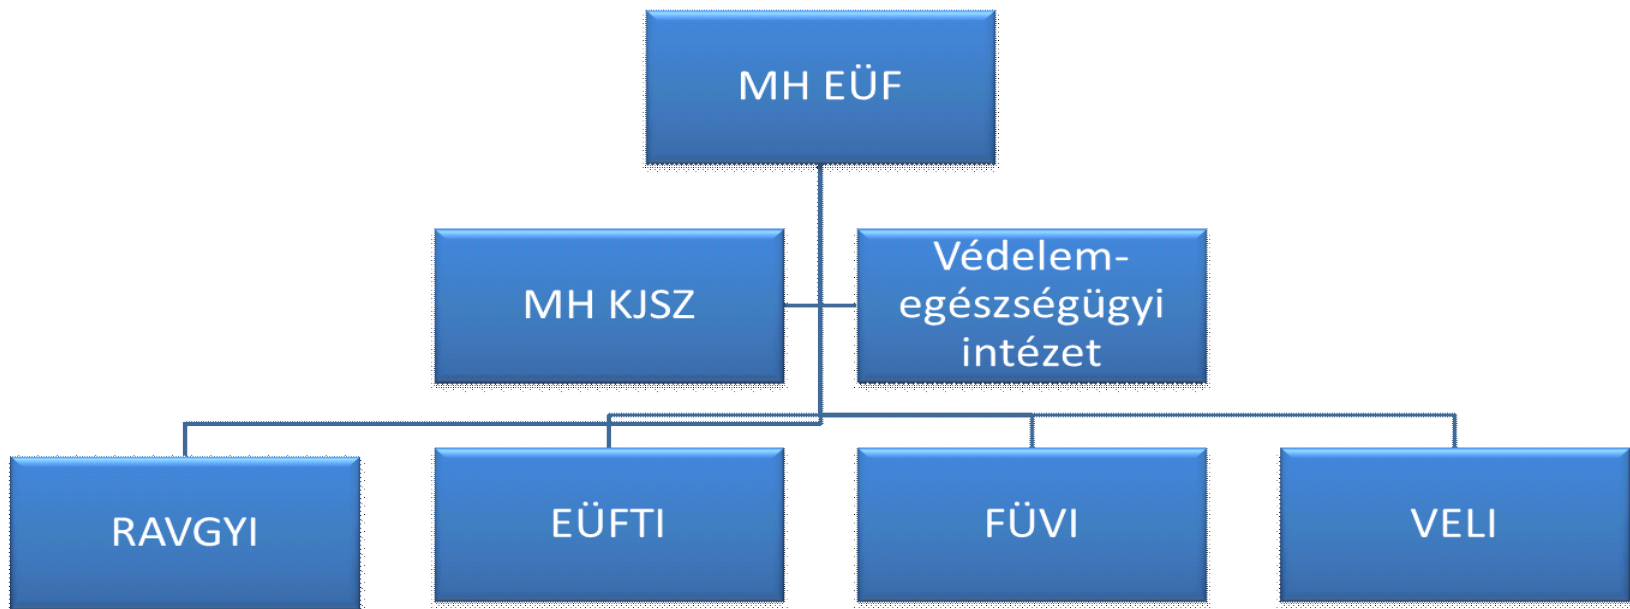 MH EÜF
MH KJSZ
Védelem-
egészségügyi
intézet
RAVGYI
EÜFTI
FÜVI
VELI